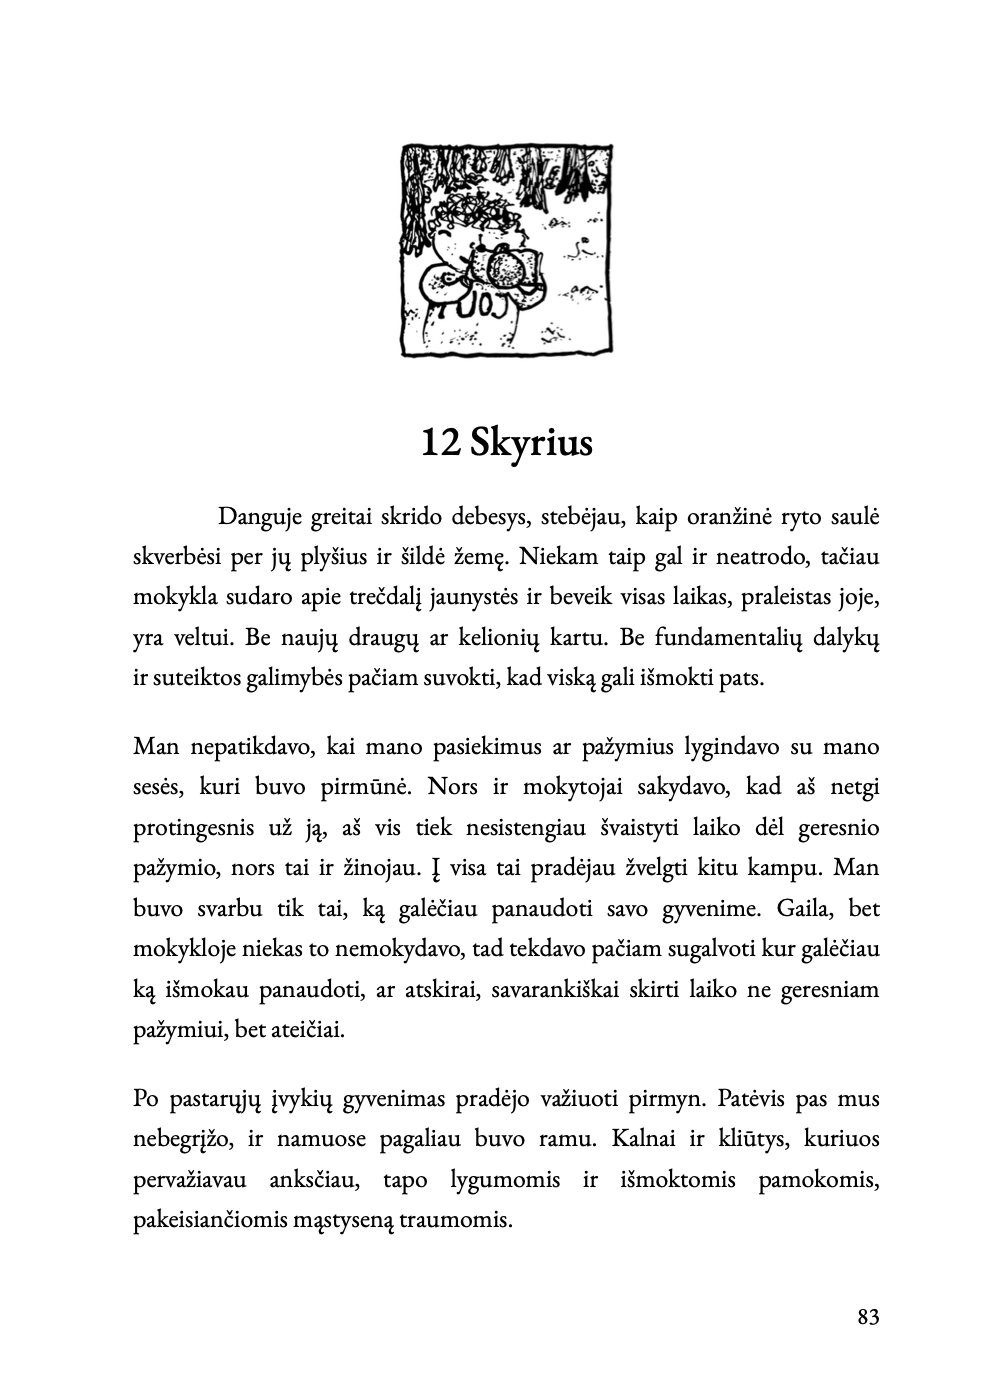 12 Skyrius
Danguje greitai skrido debesys, stebėjau, kaip oranžinė ryto saulė
skverbėsi per jų plyšius ir šildė žemę. Niekam taip gal ir neatrodo, tačiau
mokykla sudaro apie trečdalį jaunystės ir beveik visas laikas, praleistas joje,
yra veltui. Be naujų draugų ar kelionių kartu. Be fundamentalių dalykų
ir suteiktos galimybės pačiam suvokti, kad viską gali išmokti pats.
Man nepatikdavo, kai mano pasiekimus ar pažymius lygindavo su mano
sesės, kuri buvo pirmūnė. Nors ir mokytojai sakydavo, kad aš netgi
protingesnis už ją, aš vis tiek nesistengiau švaistyti laiko dėl geresnio
pažymio, nors tai ir žinojau. Į visa tai pradėjau žvelgti kitu kampu. Man
buvo svarbu tik tai, ką galėčiau panaudoti savo gyvenime. Gaila, bet
mokykloje niekas to nemokydavo, tad tekdavo pačiam sugalvoti kur galėčiau
ką išmokau panaudoti, ar atskirai, savarankiškai skirti laiko ne geresniam
pažymiui, bet ateičiai.
Po pastarųjų įvykių gyvenimas pradėjo važiuoti pirmyn. Patėvis pas mus
nebegrįžo, ir namuose pagaliau buvo ramu. Kalnai ir kliūtys, kuriuos
pervažiavau anksčiau, tapo lygumomis ir išmoktomis pamokomis,
pakeisiančiomis mąstyseną traumomis.
83